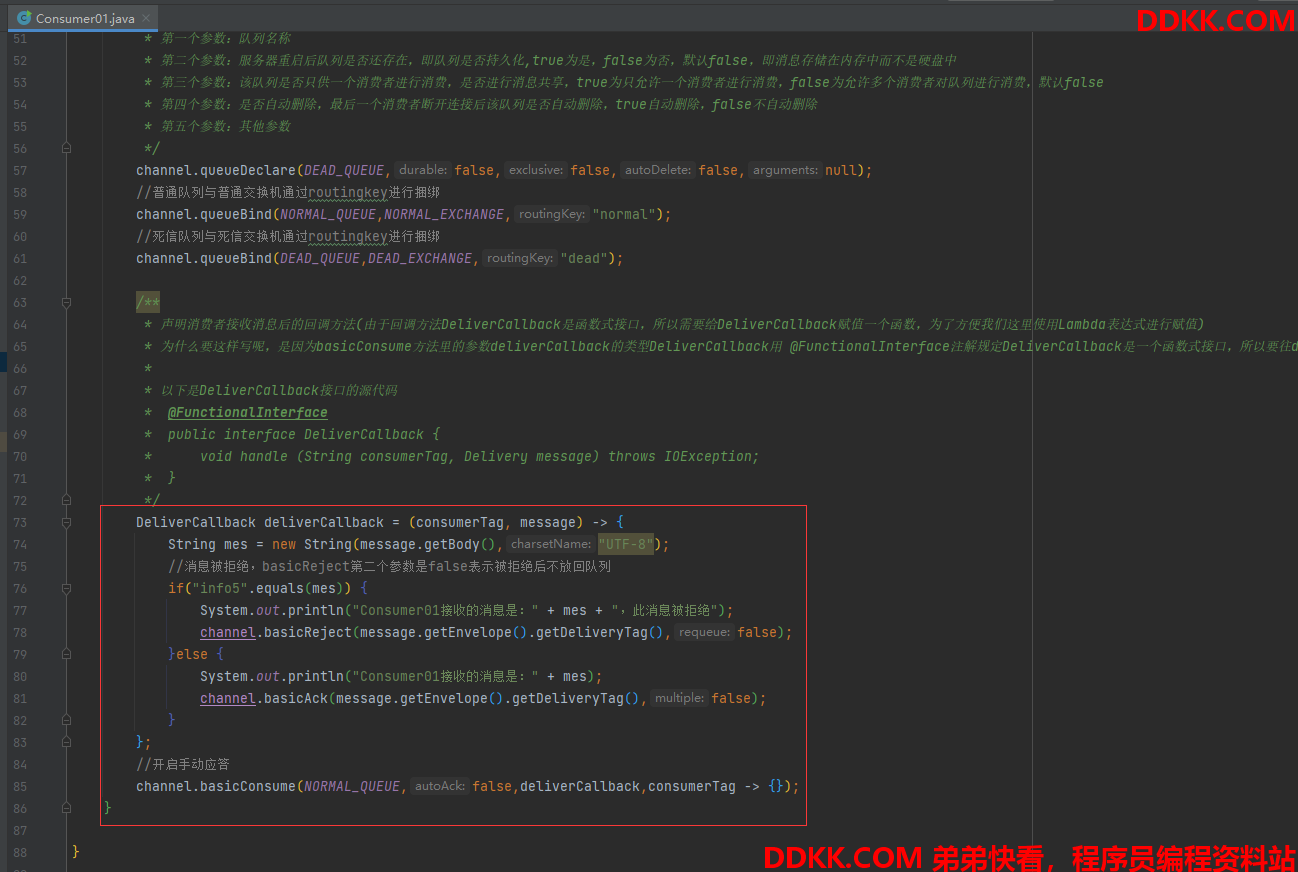 Consumer01.java
DDKK.COM
51 * 第一个参数：队列名称
52 * 第二个参数：服务器重启后队列是否还存在，即队列是否持久化,true为是，false为否，默认false，即消息存储在内存中而不是硬盘中
53 * 第三个参数：该队列是否只供一个消费者进行消费，是否进行消息共享，true为只允许一个消费者进行消费，false为允许多个消费者对队列进行消费，默认false
54 * 第四个参数：是否自动删除，最后一个消费者断开连接后该队列是否自动删除，true自动删除，false不自动删除
55 * 第五个参数：其他参数
56 */
57 channel.queueDeclare(DEAD_QUEUE, durable: false, exclusive: false, autoDelete: false, arguments: null);
58 //普通队列与普通交换机通过routingkey进行捆绑
59 channel.queueBind(NORMAL_QUEUE,NORMAL_EXCHANGE, routingKey: "normal");
60 //死信队列与死信交换机通过routingkey进行捆绑
61 channel.queueBind(DEAD_QUEUE,DEAD_EXCHANGE, routingKey: "dead");
62
63 /**
64 * 声明消费者接收消息后的回调方法(由于回调方法DeliverCallback是函数式接口，所以需要给DeliverCallback赋值一个函数，为了方便我们这里使用Lambda表达式进行赋值)
65 * 为什么要这样写呢，是因为basicConsume方法里的参数deliverCallback的类型DeliverCallback用 @FunctionalInterface注解规定DeliverCallback是一个函数式接口，所以要往d
66 *
67 * 以下是DeliverCallback接口的源代码
68 * @FunctionalInterface
69 * public interface DeliverCallback {
70 * void handle (String consumerTag, Delivery message) throws IOException;
71 * }
72 */
73 DeliverCallback deliverCallback = (consumerTag, message) -> {
74 String mes = new String(message.getBody(), charsetName: "UTF-8");
75 //消息被拒绝，basicReject第二个参数是false表示被拒绝后不放回队列
76 if("info5".equals(mes)) {
77 System.out.println("Consumer01接收的消息是：" + mes + "，此消息被拒绝");
78 channel.basicReject(message.getEnvelope().getDeliveryTag(), requeue: false);
79 }else {
80 System.out.println("Consumer01接收的消息是：" + mes);
81 channel.basicAck(message.getEnvelope().getDeliveryTag(), multiple: false);
82 }
83 };
84 //开启手动应答
85 channel.basicConsume(NORMAL_QUEUE, autoAck: false,deliverCallback,consumerTag -> {});
86 }
87
88 }
DDKK.COM 弟弟快看，程序员编程资料站